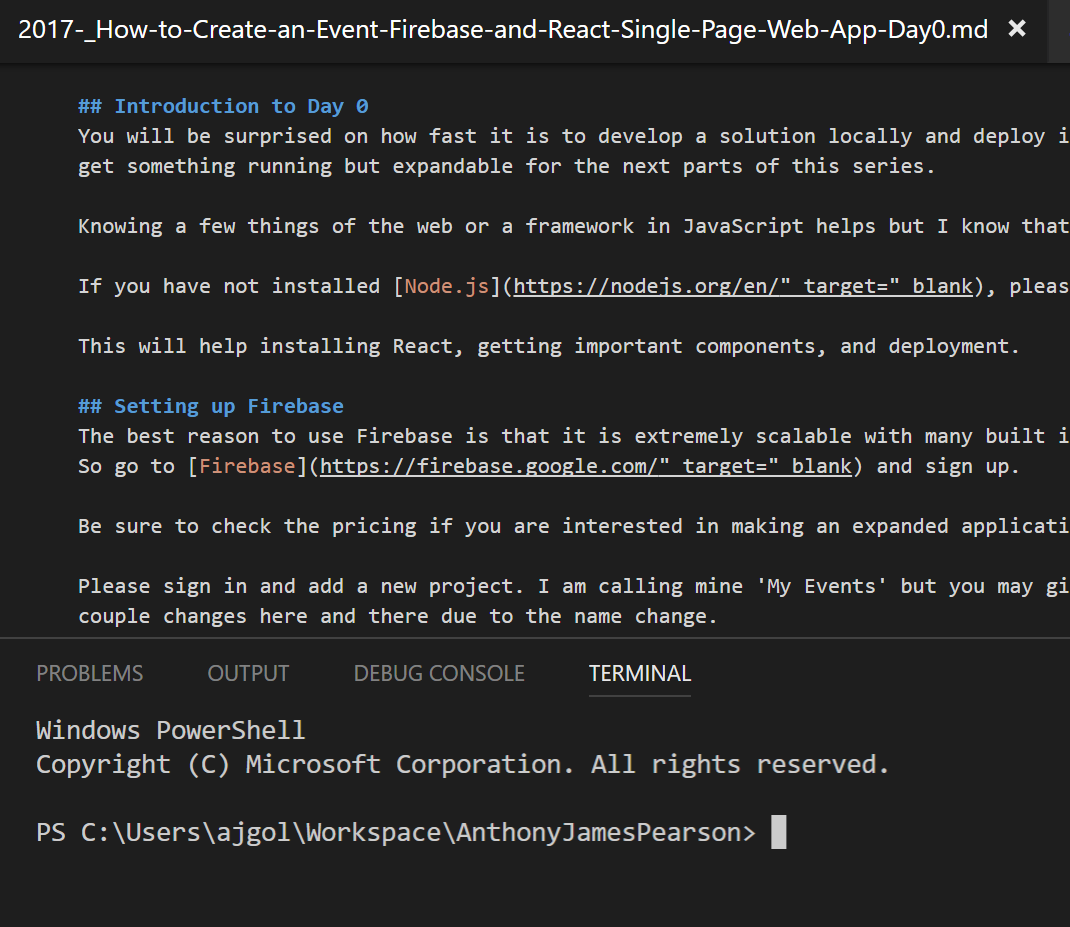 2017-_How-to-Create-an-Event-Firebase-and-React-Single-Page-Web-App-Day0.md ×
## Introduction to Day 0
You will be surprised on how fast it is to develop a solution locally and deploy i
get something running but expandable for the next parts of this series.
Knowing a few things of the web or a framework in JavaScript helps but I know that
If you have not installed [Node.js](https://nodejs.org/en/"_target="_blank), pleas
This will help installing React, getting important components, and deployment.
## Setting up Firebase
The best reason to use Firebase is that it is extremely scalable with many built i
So go to [Firebase](https://firebase.google.com/"_target="_blank) and sign up.
Be sure to check the pricing if you are interested in making an expanded applicati
Please sign in and add a new project. I am calling mine 'My Events' but you may gi
couple changes here and there due to the name change.
PROBLEMS OUTPUT DEBUG CONSOLE TERMINAL
Windows PowerShell
Copyright (C) Microsoft Corporation. All rights reserved.
PS C:\Users\ajgol\Workspace\AnthonyJamesPearson>